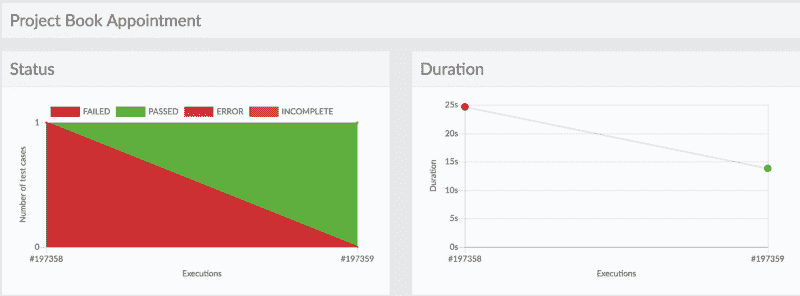 Project Book Appointment
Status
FAILED PASSED ERROR INCOMPLETE
1
Number of test cases
0
#197358 #197359
Executions
Duration
25s
20s
15s
Duration
10s
5s
0s
#197358 #197359
Executions